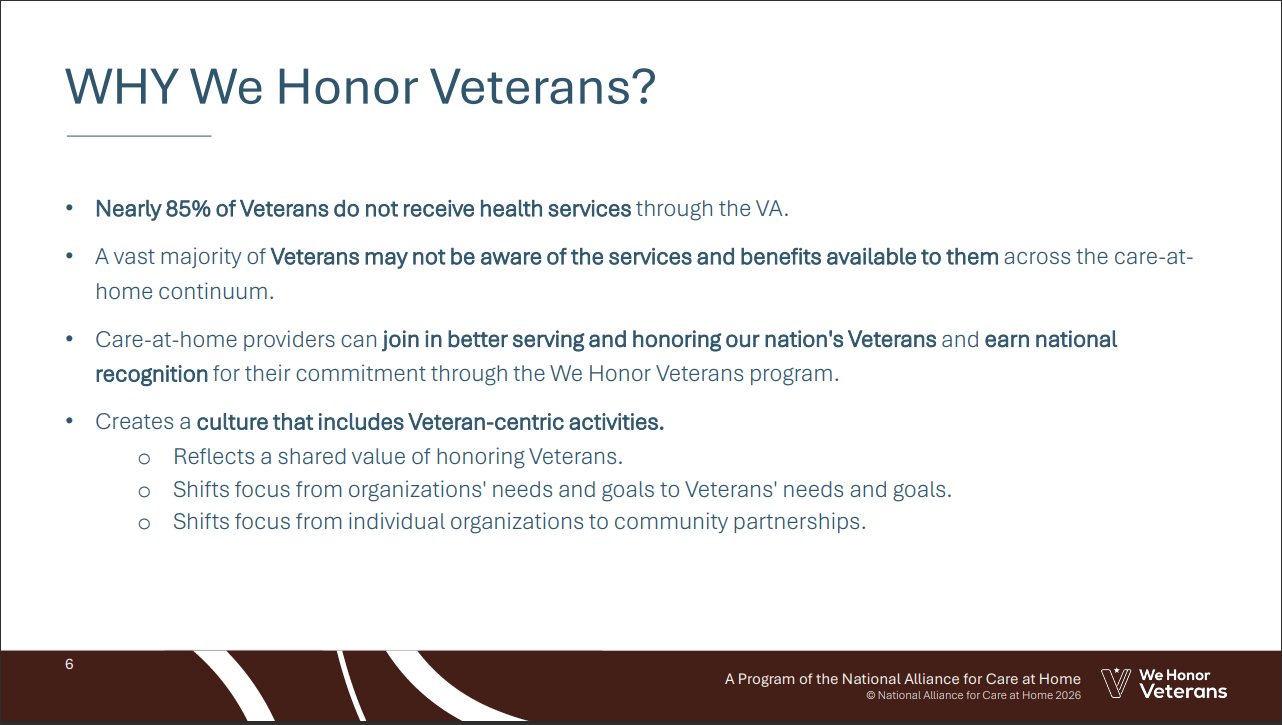 WHY We Honor Veterans?
• Nearly 85% of Veterans do not receive health services through the VA.
• A vast majority of Veterans may not be aware of the services and benefits available to them across the care-at-
home continuum.
• Care-at-home providers can join in better serving and honoring our nation's Veterans and earn national
recognition for their commitment through the We Honor Veterans program.
• Creates a culture that includes Veteran-centric activities.
o Reflects a shared value of honoring Veterans.
o Shifts focus from organizations' needs and goals to Veterans' needs and goals.
o Shifts focus from individual organizations to community partnerships.
6
A Program of the National Alliance for Care at Home
© National Alliance for Care at Home 2026
We Honor
Veterans